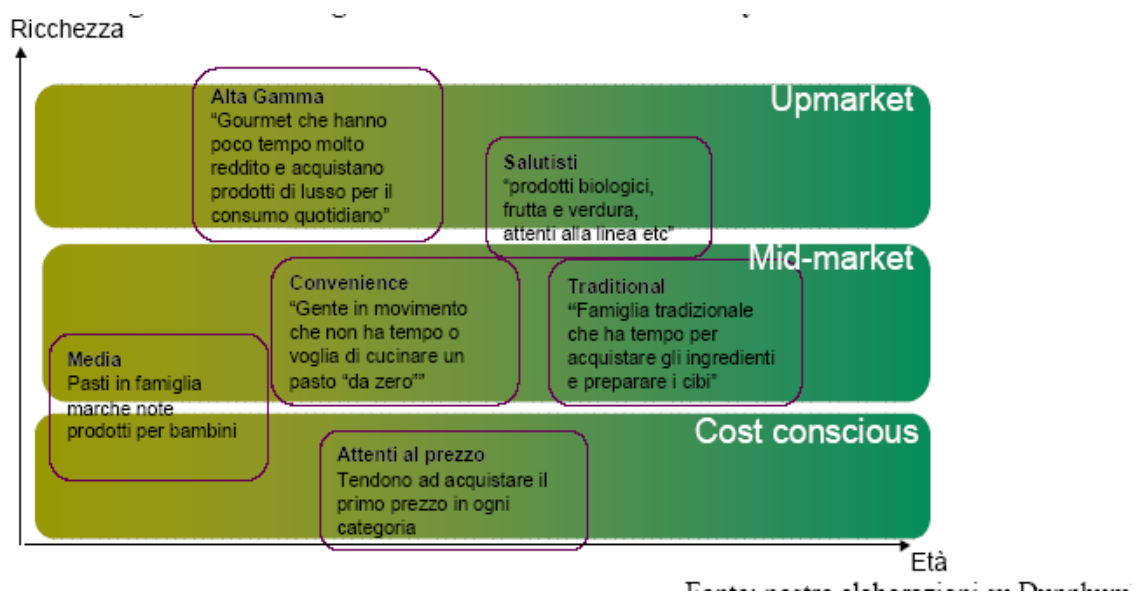 Ricchezza
Upmarket
Alta Gamma
“Gourmet che hanno
poco tempo molto
reddito e acquistano
prodotti di lusso per il
consumo quotidiano”
Salutisti
“prodotti biologici,
frutta e verdura,
attenti alla linea etc”
Mid-market
Convenience
“Gente in movimento
che non ha tempo o
voglia di cucinare un
pasto “da zero””
Traditional
“Famiglia tradizionale
che ha tempo per
acquistare gli ingredienti
e preparare i cibi”
Media
Pasti in famiglia
marche note
prodotti per bambini
Cost conscious
Attenti al prezzo
Tendono ad acquistare il
primo prezzo in ogni
categoria
Età
Fonte: nostre elaborazioni su